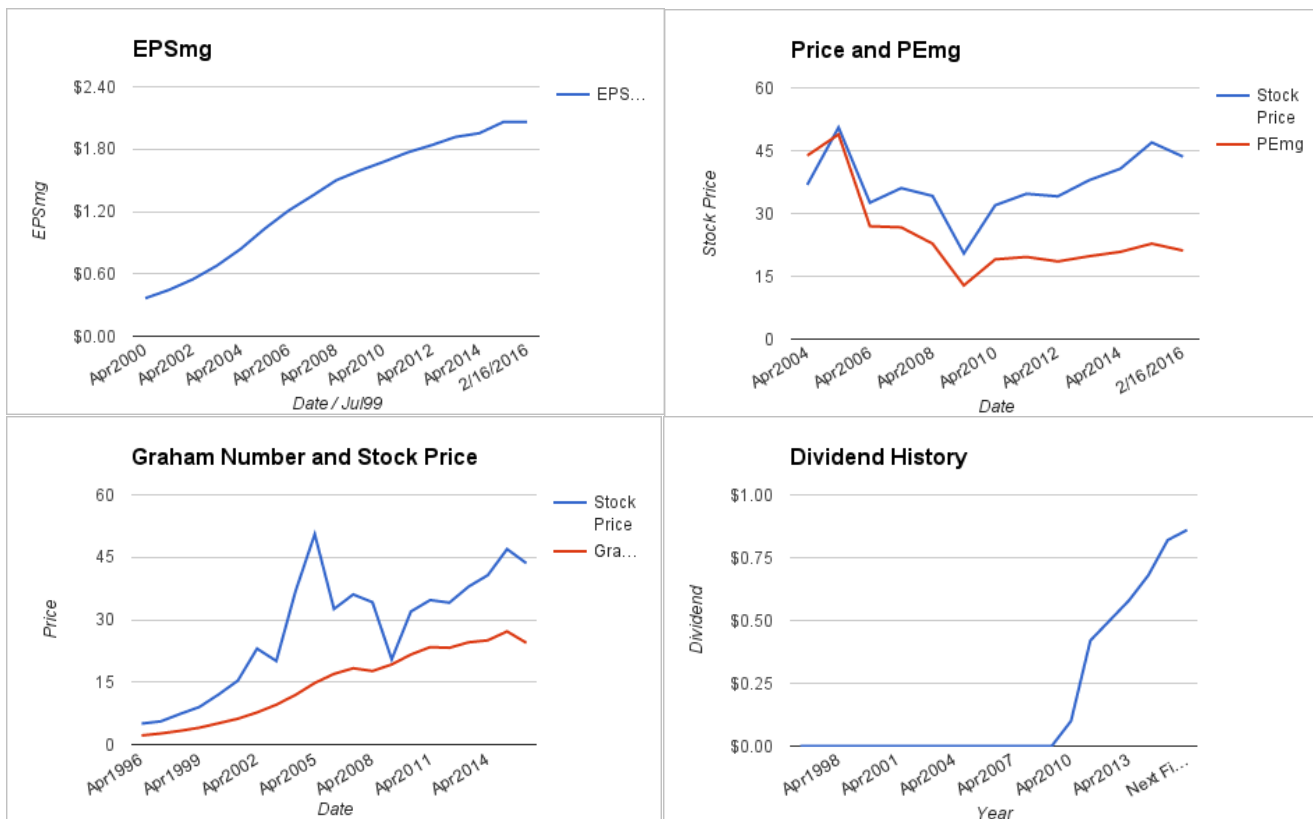 EPSmg
$2.40
$1.80
$1.20
$0.60
$0.00
EPSmg
EPS...
Apr2000
Apr2002
Apr2004
Apr2006
Apr2008
Apr2010
Apr2012
Apr2014
2/16/2016
Date / Jul99
Price and PEmg
60
45
30
15
0
Stock Price
Stock
Price
PEmg
Apr2004
Apr2006
Apr2008
Apr2010
Apr2012
Apr2014
2/16/2016
Date
Graham Number and Stock Price
60
45
30
15
0
Price
Stock
Price
Gra...
Apr1996
Apr1999
Apr2002
Apr2005
Apr2008
Apr2011
Apr2014
Date
Dividend History
$1.00
$0.75
$0.50
$0.25
$0.00
Dividend
Apr1998
Apr2001
Apr2004
Apr2007
Apr2010
Apr2013
Next Fi...
Year